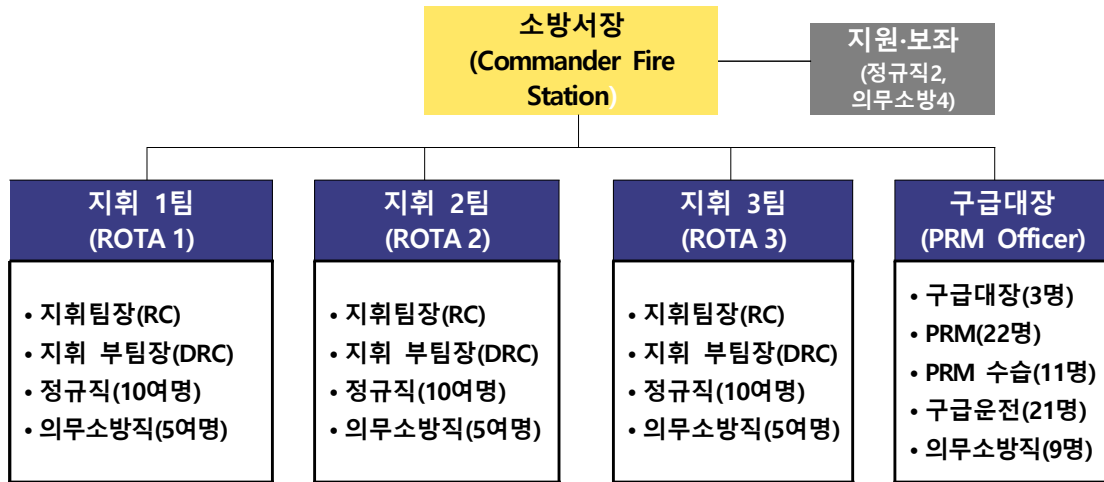 소방서장
(Commander Fire
Station)
지원·보좌
(정규직2,
의무소방4)
지휘 1팀
(ROTA 1)
지휘 2팀
(ROTA 2)
지휘 3팀
(ROTA 3)
구급대장
(PRM Officer)
• 지휘팀장(RC)
• 지휘 부팀장(DRC)
• 정규직(10여명)
• 의무소방직(5여명)
• 지휘팀장(RC)
• 지휘 부팀장(DRC)
• 정규직(10여명)
• 의무소방직(5여명)
• 지휘팀장(RC)
• 지휘 부팀장(DRC)
• 정규직(10여명)
• 의무소방직(5여명)
• 구급대장(3명)
• PRM(22명)
• PRM 수습(11명)
• 구급운전(21명)
• 의무소방직(9명)